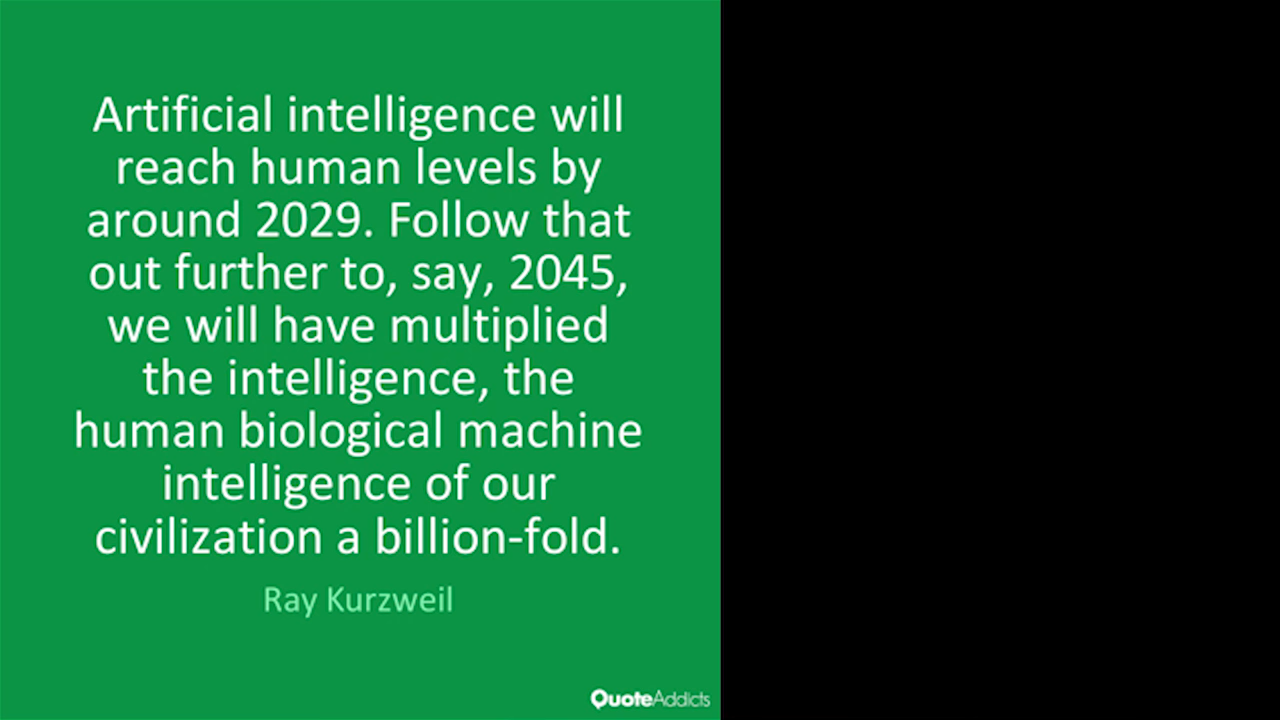 Artificial intelligence will
reach human levels by
around 2029. Follow that
out further to, say, 2045,
we will have multiplied
the intelligence, the
human biological machine
intelligence of our
civilization a billion-fold.
Ray Kurzweil
QuoteAddicts